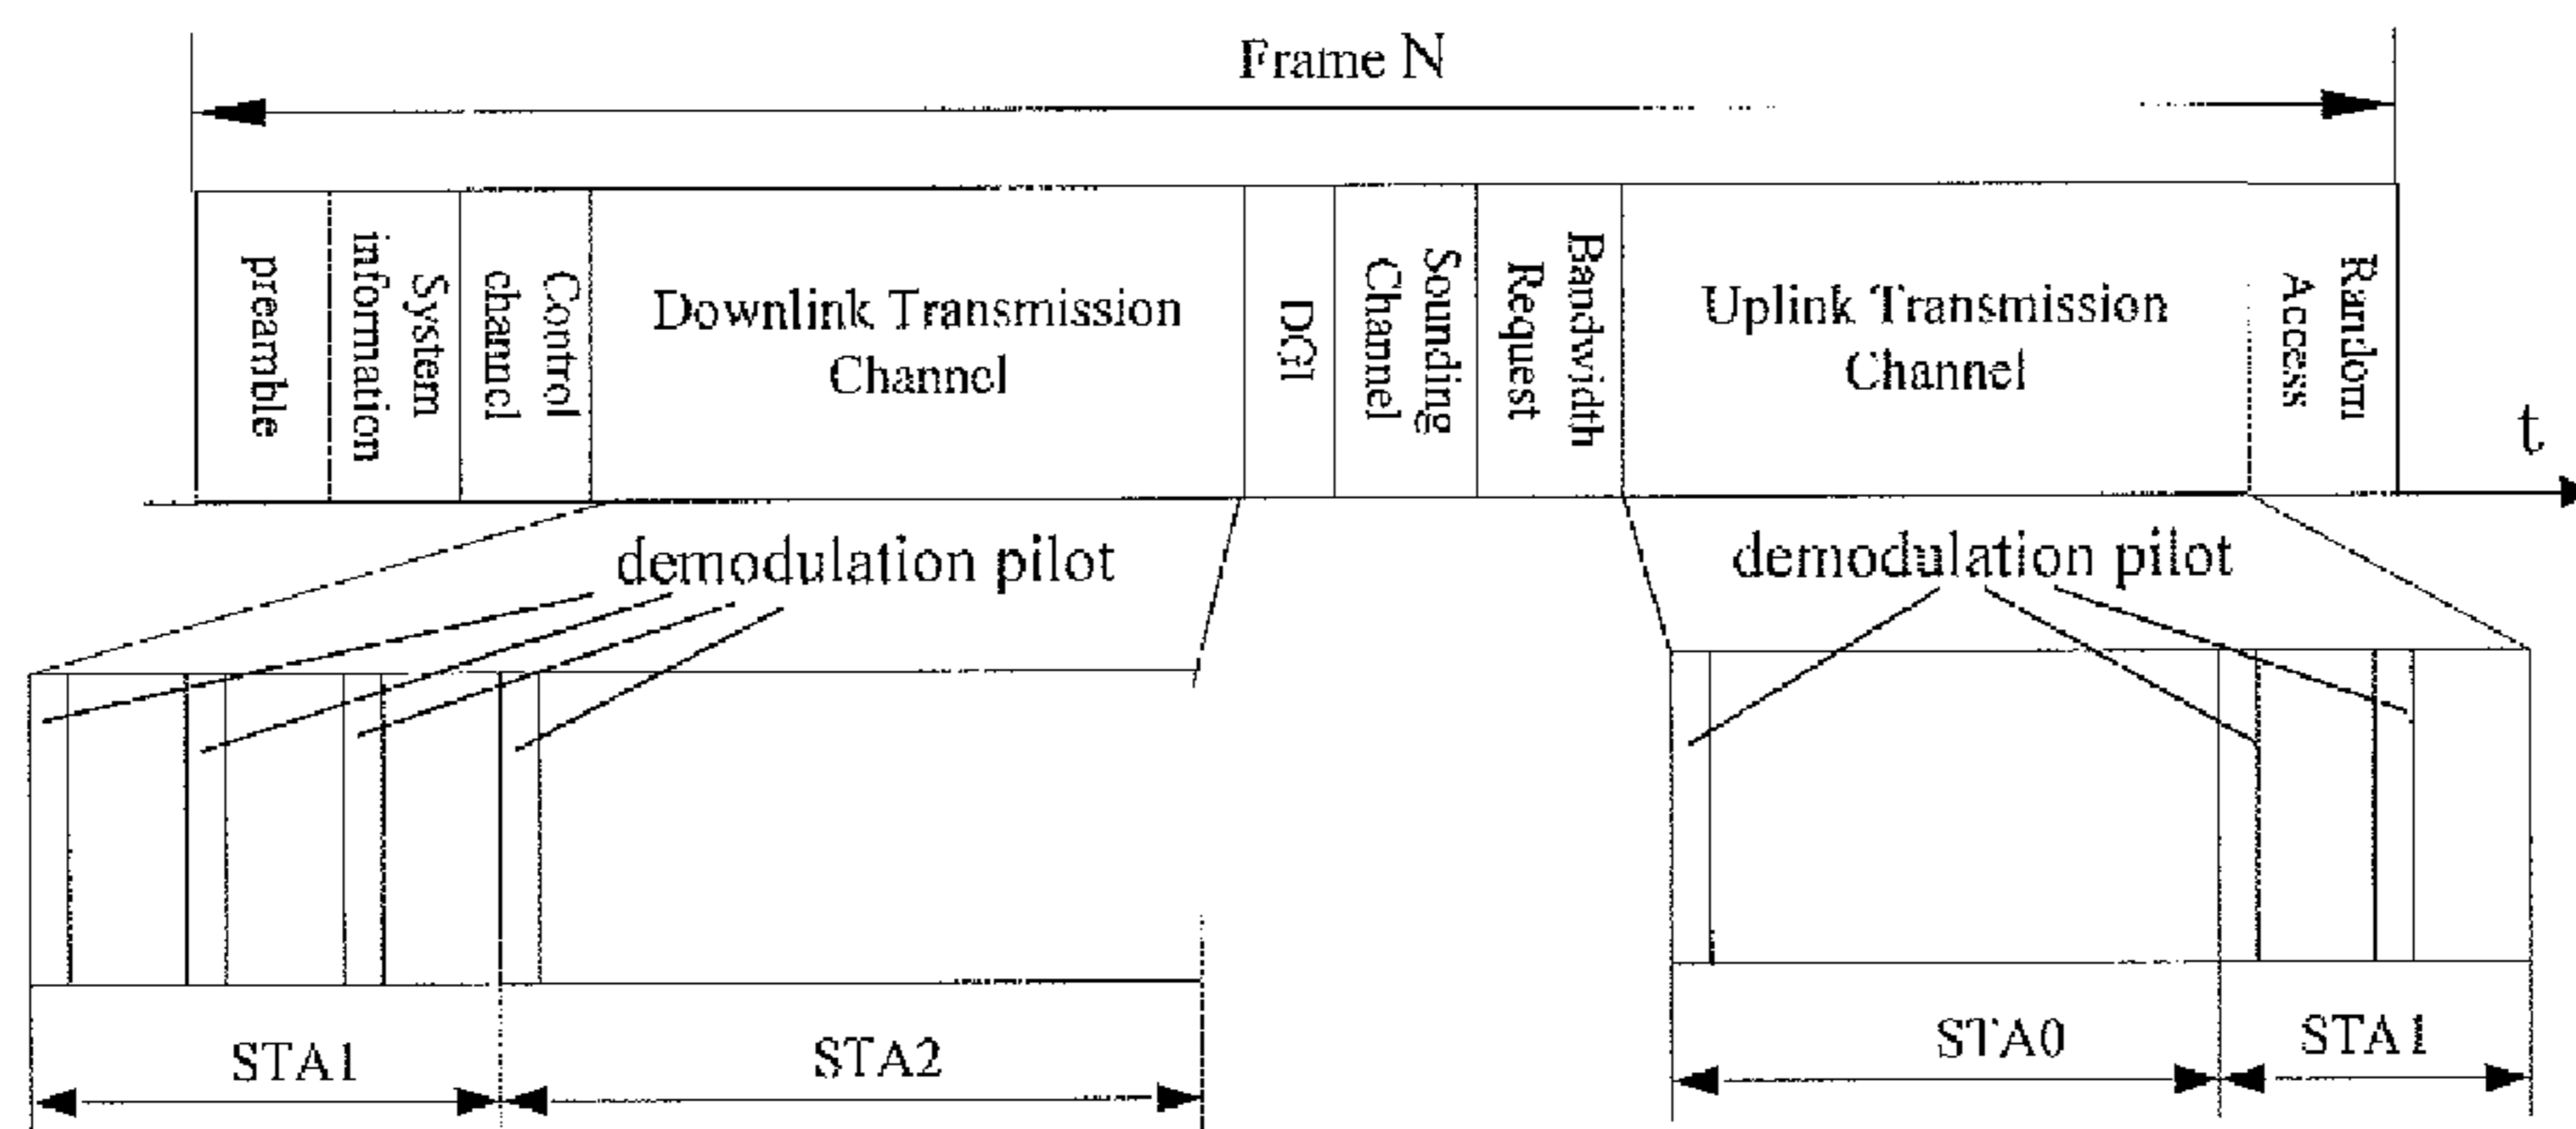 Frame N
preamble
System
information
Control
channel
Downlink Transmission
Channel
DGI
Sounding
Channel
Bandwidth
Request
Uplink Transmission
Channel
Random
Access
t
demodulation pilot
demodulation pilot
STA1
STA2
STA0
STA1